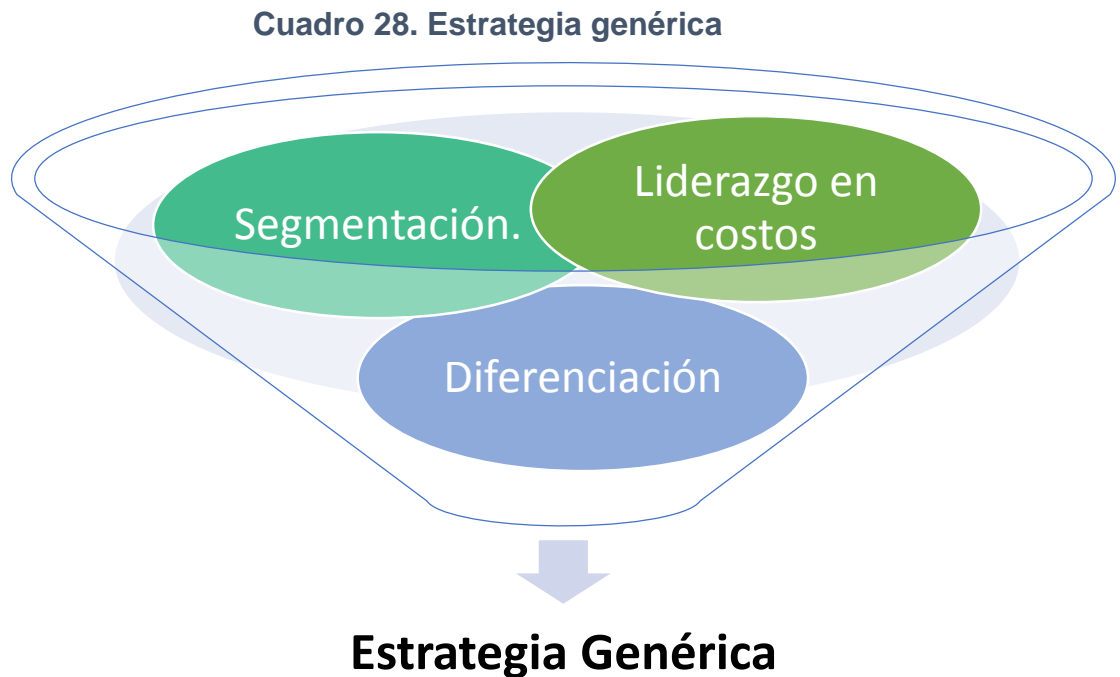 Cuadro 28. Estrategia genérica
Segmentación.
Liderazgo en
costos
Diferenciación
Estrategia Genérica